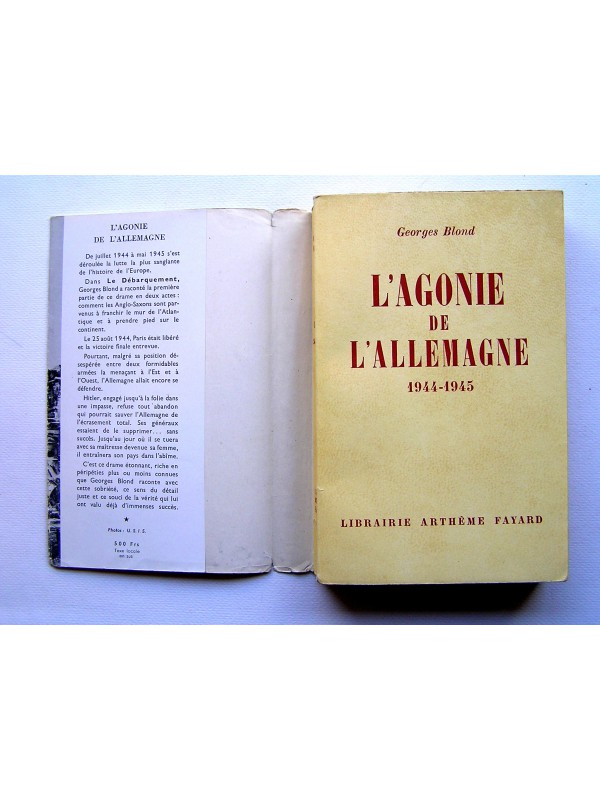 L'AGONIE
DE L'ALLEMAGNE
De juillet 1944 à mai 1945 s'est
déroulée la lutte la plus sanglante
de l'histoire de l'Europe.
Dans Le Débarquement,
Georges Blond a raconté la première
partie de ce drame en deux actes :
comment les Anglo-Saxons sont par-
venus à franchir le mur de l'Atlan-
tique et à prendre pied sur le
continent.
Le 25 août 1944, Paris était libéré
et la victoire finale entrevue.
Pourtant, malgré sa position dé-
sespérée entre deux formidables
armées la menaçant à l'Est et à
l'Ouest, l'Allemagne allait encore se
défendre.
Hitler, engagé jusqu'à la folie dans
une impasse, refuse tout abandon
qui pourrait sauver l'Allemagne de
l'écrasement total. Ses généraux
essaient de le supprimer... sans
succès. Jusqu'au jour où il se tuera
avec sa maîtresse devenue sa femme,
il entraînera son pays dans l'abîme.
C'est ce drame étonnant, riche en
péripéties plus ou moins connues
que Georges Blond raconte avec
cette sobriété, ce sens du détail
juste et ce souci de la vérité qui lui
ont valu déjà d'immenses succès.
★
Photos : U. S. I. S.
600 Frs
Taxe locale
Georges Blond
L'AGONIE
DE
L'ALLEMAGNE
1944-1945
LIBRAIRIE ARTHÈME FAYARD